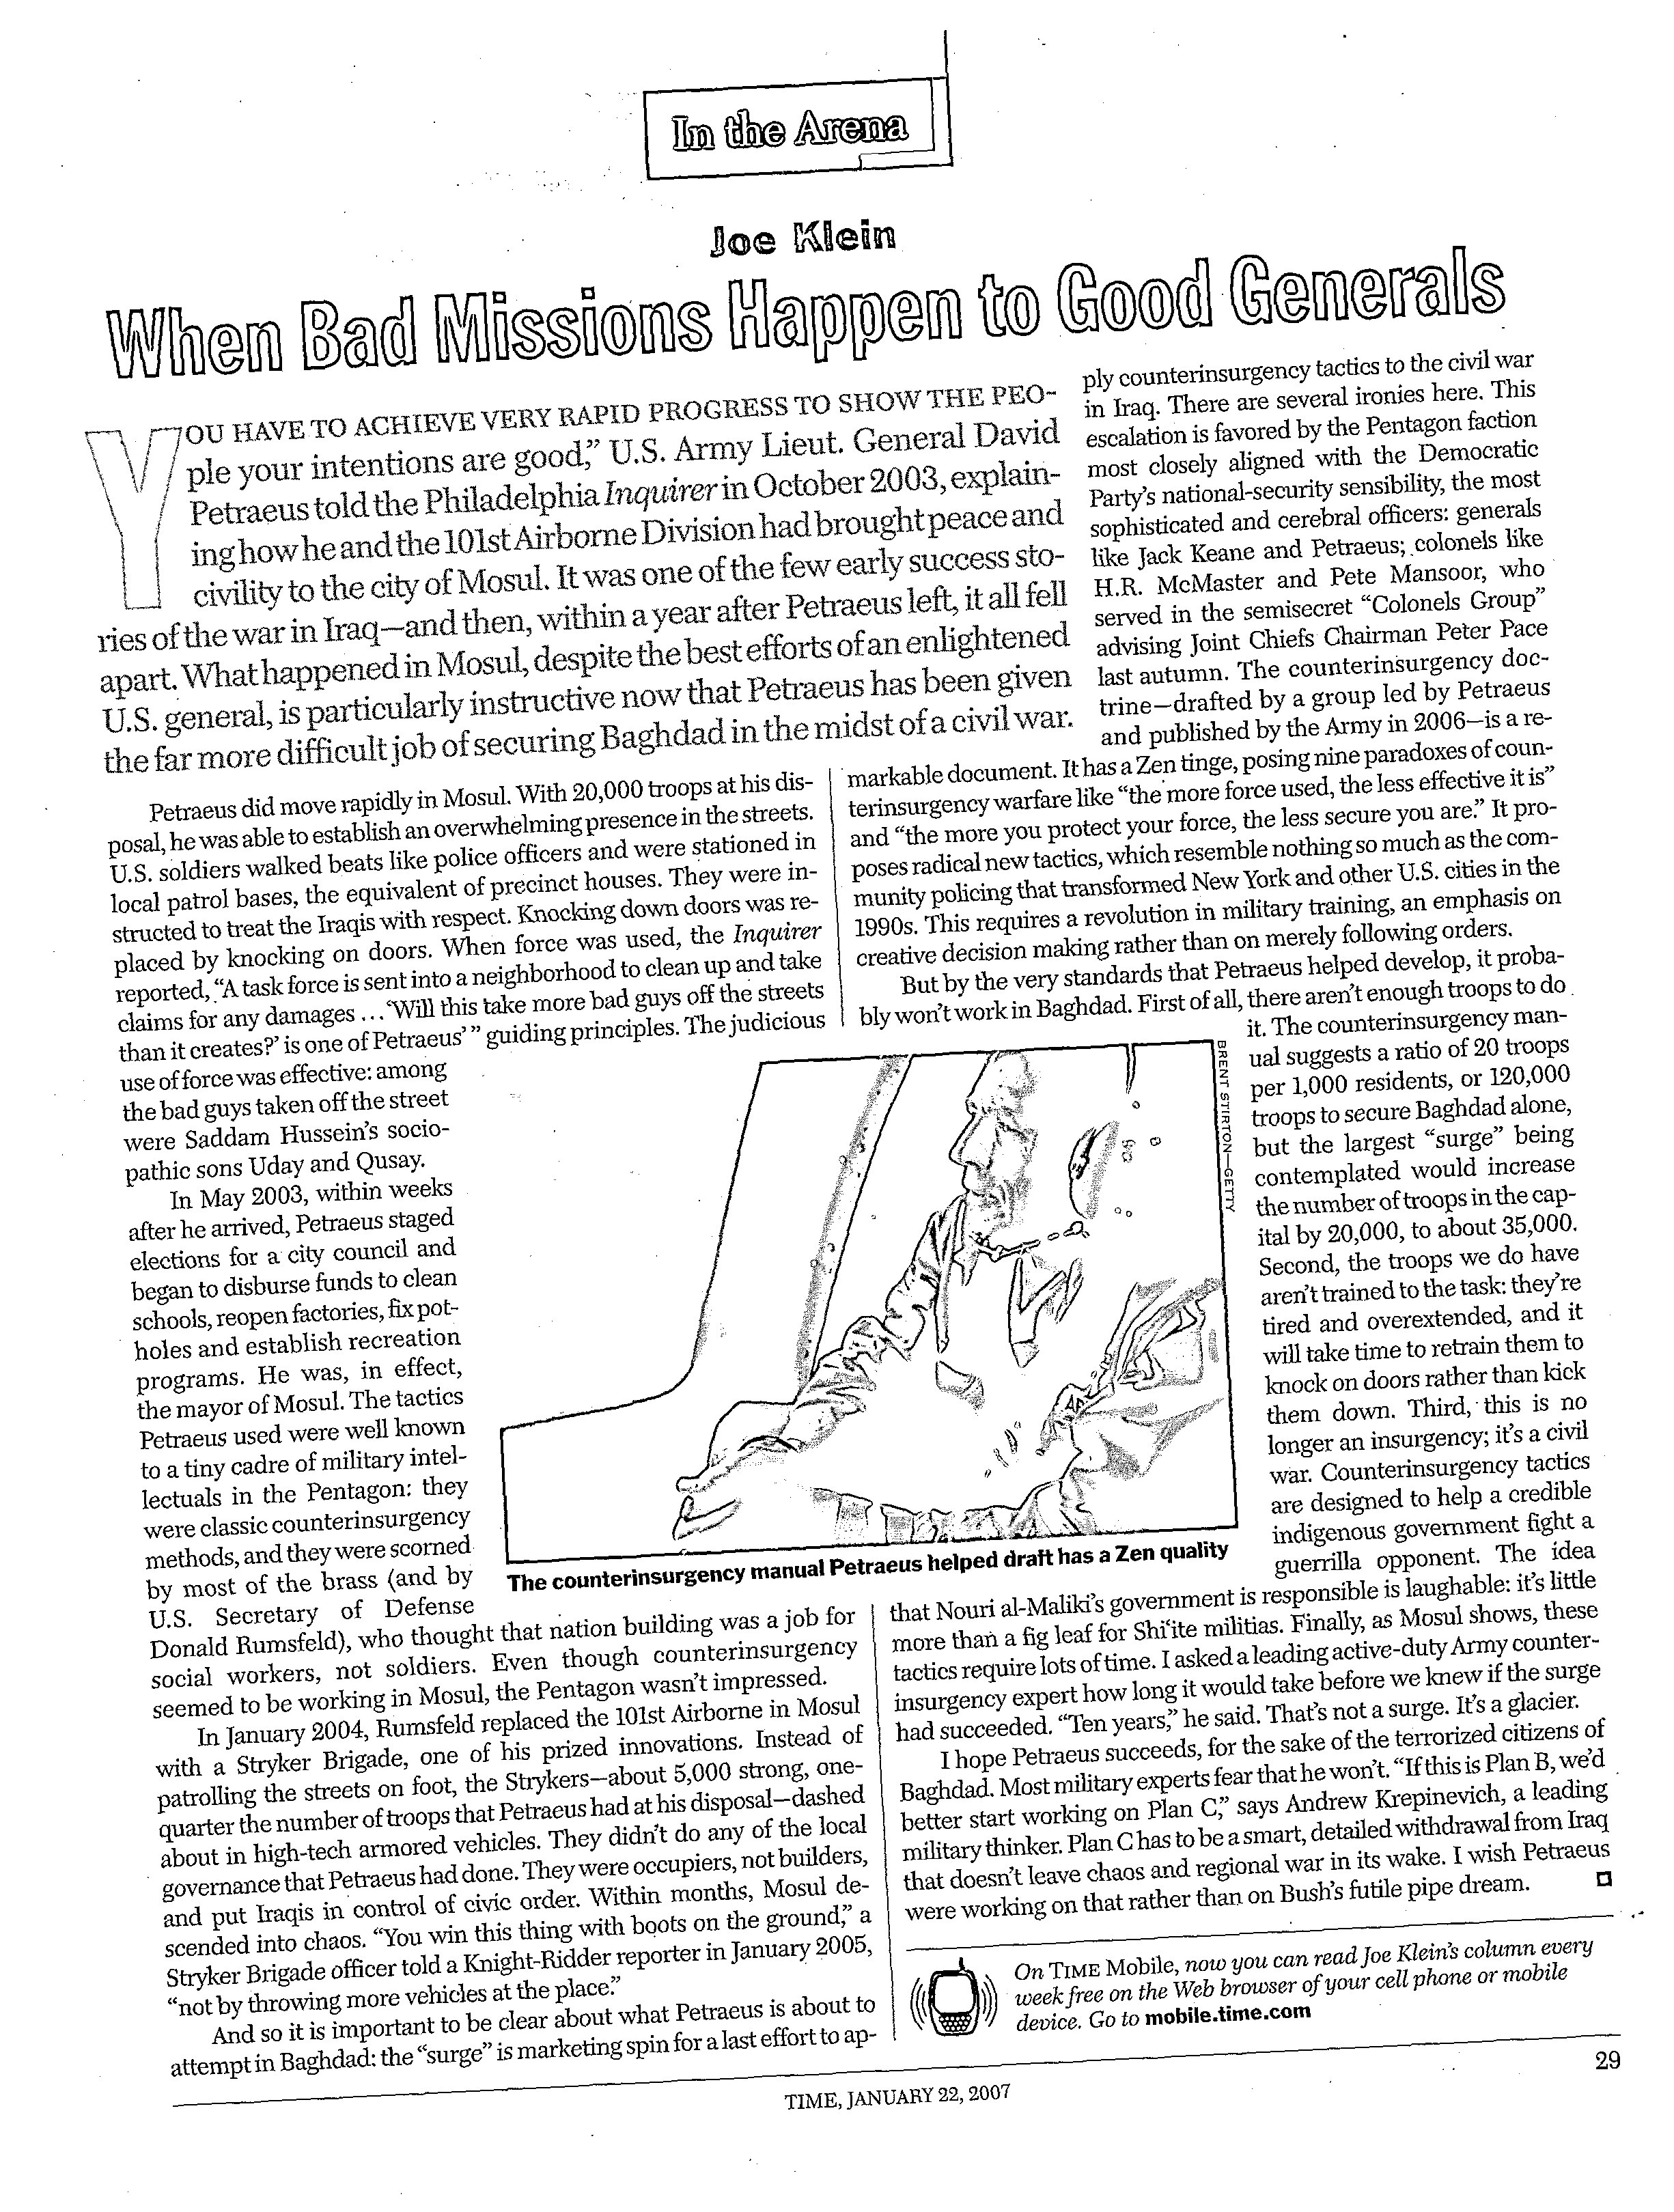 In the Arena
Joe Klein
When Bad Missions Happen to Good Generals
YOU HAVE TO ACHIEVE VERY RAPID PROGRESS TO SHOW THE PEO-
ple your intentions are good," U.S. Army Lieut. General David
Petraeus told the Philadelphia Inquirer in October 2003, explain-
ing how he and the 101st Airborne Division had brought peace and
civility to the city of Mosul. It was one of the few early success sto-
ries of the war in Iraq—and then, within a year after Petraeus left, it all fell
apart. What happened in Mosul, despite the best efforts of an enlightened
U.S. general, is particularly instructive now that Petraeus has been given
the far more difficult job of securing Baghdad in the midst of a civil war.
Petraeus did move rapidly in Mosul. With 20,000 troops at his dis-
posal, he was able to establish an overwhelming presence in the streets.
U.S. soldiers walked beats like police officers and were stationed in
local patrol bases, the equivalent of precinct houses. They were in-
structed to treat the Iraqis with respect. Knocking down doors was re-
placed by knocking on doors. When force was used, the Inquirer
reported, "A task force is sent into a neighborhood to clean up and take
claims for any damages ... 'Will this take more bad guys off the streets
than it creates?' is one of Petraeus' " guiding principles. The judicious
use of force was effective: among
the bad guys taken off the street
were Saddam Hussein's socio-
pathic sons Uday and Qusay.
In May 2003, within weeks
after he arrived, Petraeus staged
elections for a city council and
began to disburse funds to clean
schools, reopen factories, fix pot-
holes and establish recreation
programs. He was, in effect,
the mayor of Mosul. The tactics
Petraeus used were well known
to a tiny cadre of military intel-
lectuals in the Pentagon: they
were classic counterinsurgency
methods, and they were scorned
by most of the brass (and by
U.S. Secretary of Defense
Donald Rumsfeld), who thought that nation building was a job for
social workers, not soldiers. Even though counterinsurgency
seemed to be working in Mosul, the Pentagon wasn't impressed.
In January 2004, Rumsfeld replaced the 101st Airborne in Mosul
with a Stryker Brigade, one of his prized innovations. Instead of
patrolling the streets on foot, the Strykers—about 5,000 strong, one-
quarter the number of troops that Petraeus had at his disposal—dashed
about in high-tech armored vehicles. They didn't do any of the local
governance that Petraeus had done. They were occupiers, not builders,
and put Iraqis in control of civic order. Within months, Mosul de-
scended into chaos. "You win this thing with boots on the ground," a
Stryker Brigade officer told a Knight-Ridder reporter in January 2005,
"not by throwing more vehicles at the place."
And so it is important to be clear about what Petraeus is about to
attempt in Baghdad: the "surge" is marketing spin for a last effort to ap-
ply counterinsurgency tactics to the civil war
in Iraq. There are several ironies here. This
escalation is favored by the Pentagon faction
most closely aligned with the Democratic
Party's national-security sensibility, the most
sophisticated and cerebral officers: generals
like Jack Keane and Petraeus; colonels like
H.R. McMaster and Pete Mansoor, who
served in the semisecret "Colonels Group"
advising Joint Chiefs Chairman Peter Pace
last autumn. The counterinsurgency doc-
trine—drafted by a group led by Petraeus
and published by the Army in 2006—is a re-
markable document. It has a Zen tinge, posing nine paradoxes of coun-
terinsurgency warfare like "the more force used, the less effective it is"
and "the more you protect your force, the less secure you are." It pro-
poses radical new tactics, which resemble nothing so much as the com-
munity policing that transformed New York and other U.S. cities in the
1990s. This requires a revolution in military training, an emphasis on
creative decision making rather than on merely following orders.
But by the very standards that Petraeus helped develop, it proba-
bly won't work in Baghdad. First of all, there aren't enough troops to do
it. The counterinsurgency man-
ual suggests a ratio of 20 troops
per 1,000 residents, or 120,000
troops to secure Baghdad alone,
but the largest "surge" being
contemplated would increase
the number of troops in the cap-
ital by 20,000, to about 35,000.
Second, the troops we do have
aren't trained to the task: they're
tired and overextended, and it
will take time to retrain them to
knock on doors rather than kick
them down. Third, this is no
longer an insurgency; it's a civil
war. Counterinsurgency tactics
are designed to help a credible
indigenous government fight a
guerrilla opponent. The idea
that Nouri al-Maliki's government is responsible is laughable: it's little
more than a fig leaf for Shi'ite militias. Finally, as Mosul shows, these
tactics require lots of time. I asked a leading active-duty Army counter-
insurgency expert how long it would take before we knew if the surge
had succeeded. "Ten years," he said. That's not a surge. It's a glacier.
I hope Petraeus succeeds, for the sake of the terrorized citizens of
Baghdad. Most military experts fear that he won't. "If this is Plan B, we'd
better start working on Plan C," says Andrew Krepinevich, a leading
military thinker. Plan C has to be a smart, detailed withdrawal from Iraq
that doesn't leave chaos and regional war in its wake. I wish Petraeus
were working on that rather than on Bush's futile pipe dream.
BRENT STIRTON—GETTY
The counterinsurgency manual Petraeus helped draft has a Zen quality
On TIME Mobile, now you can read Joe Klein's column every
week free on the Web browser of your cell phone or mobile
device. Go to mobile.time.com
TIME, JANUARY 22, 2007
29